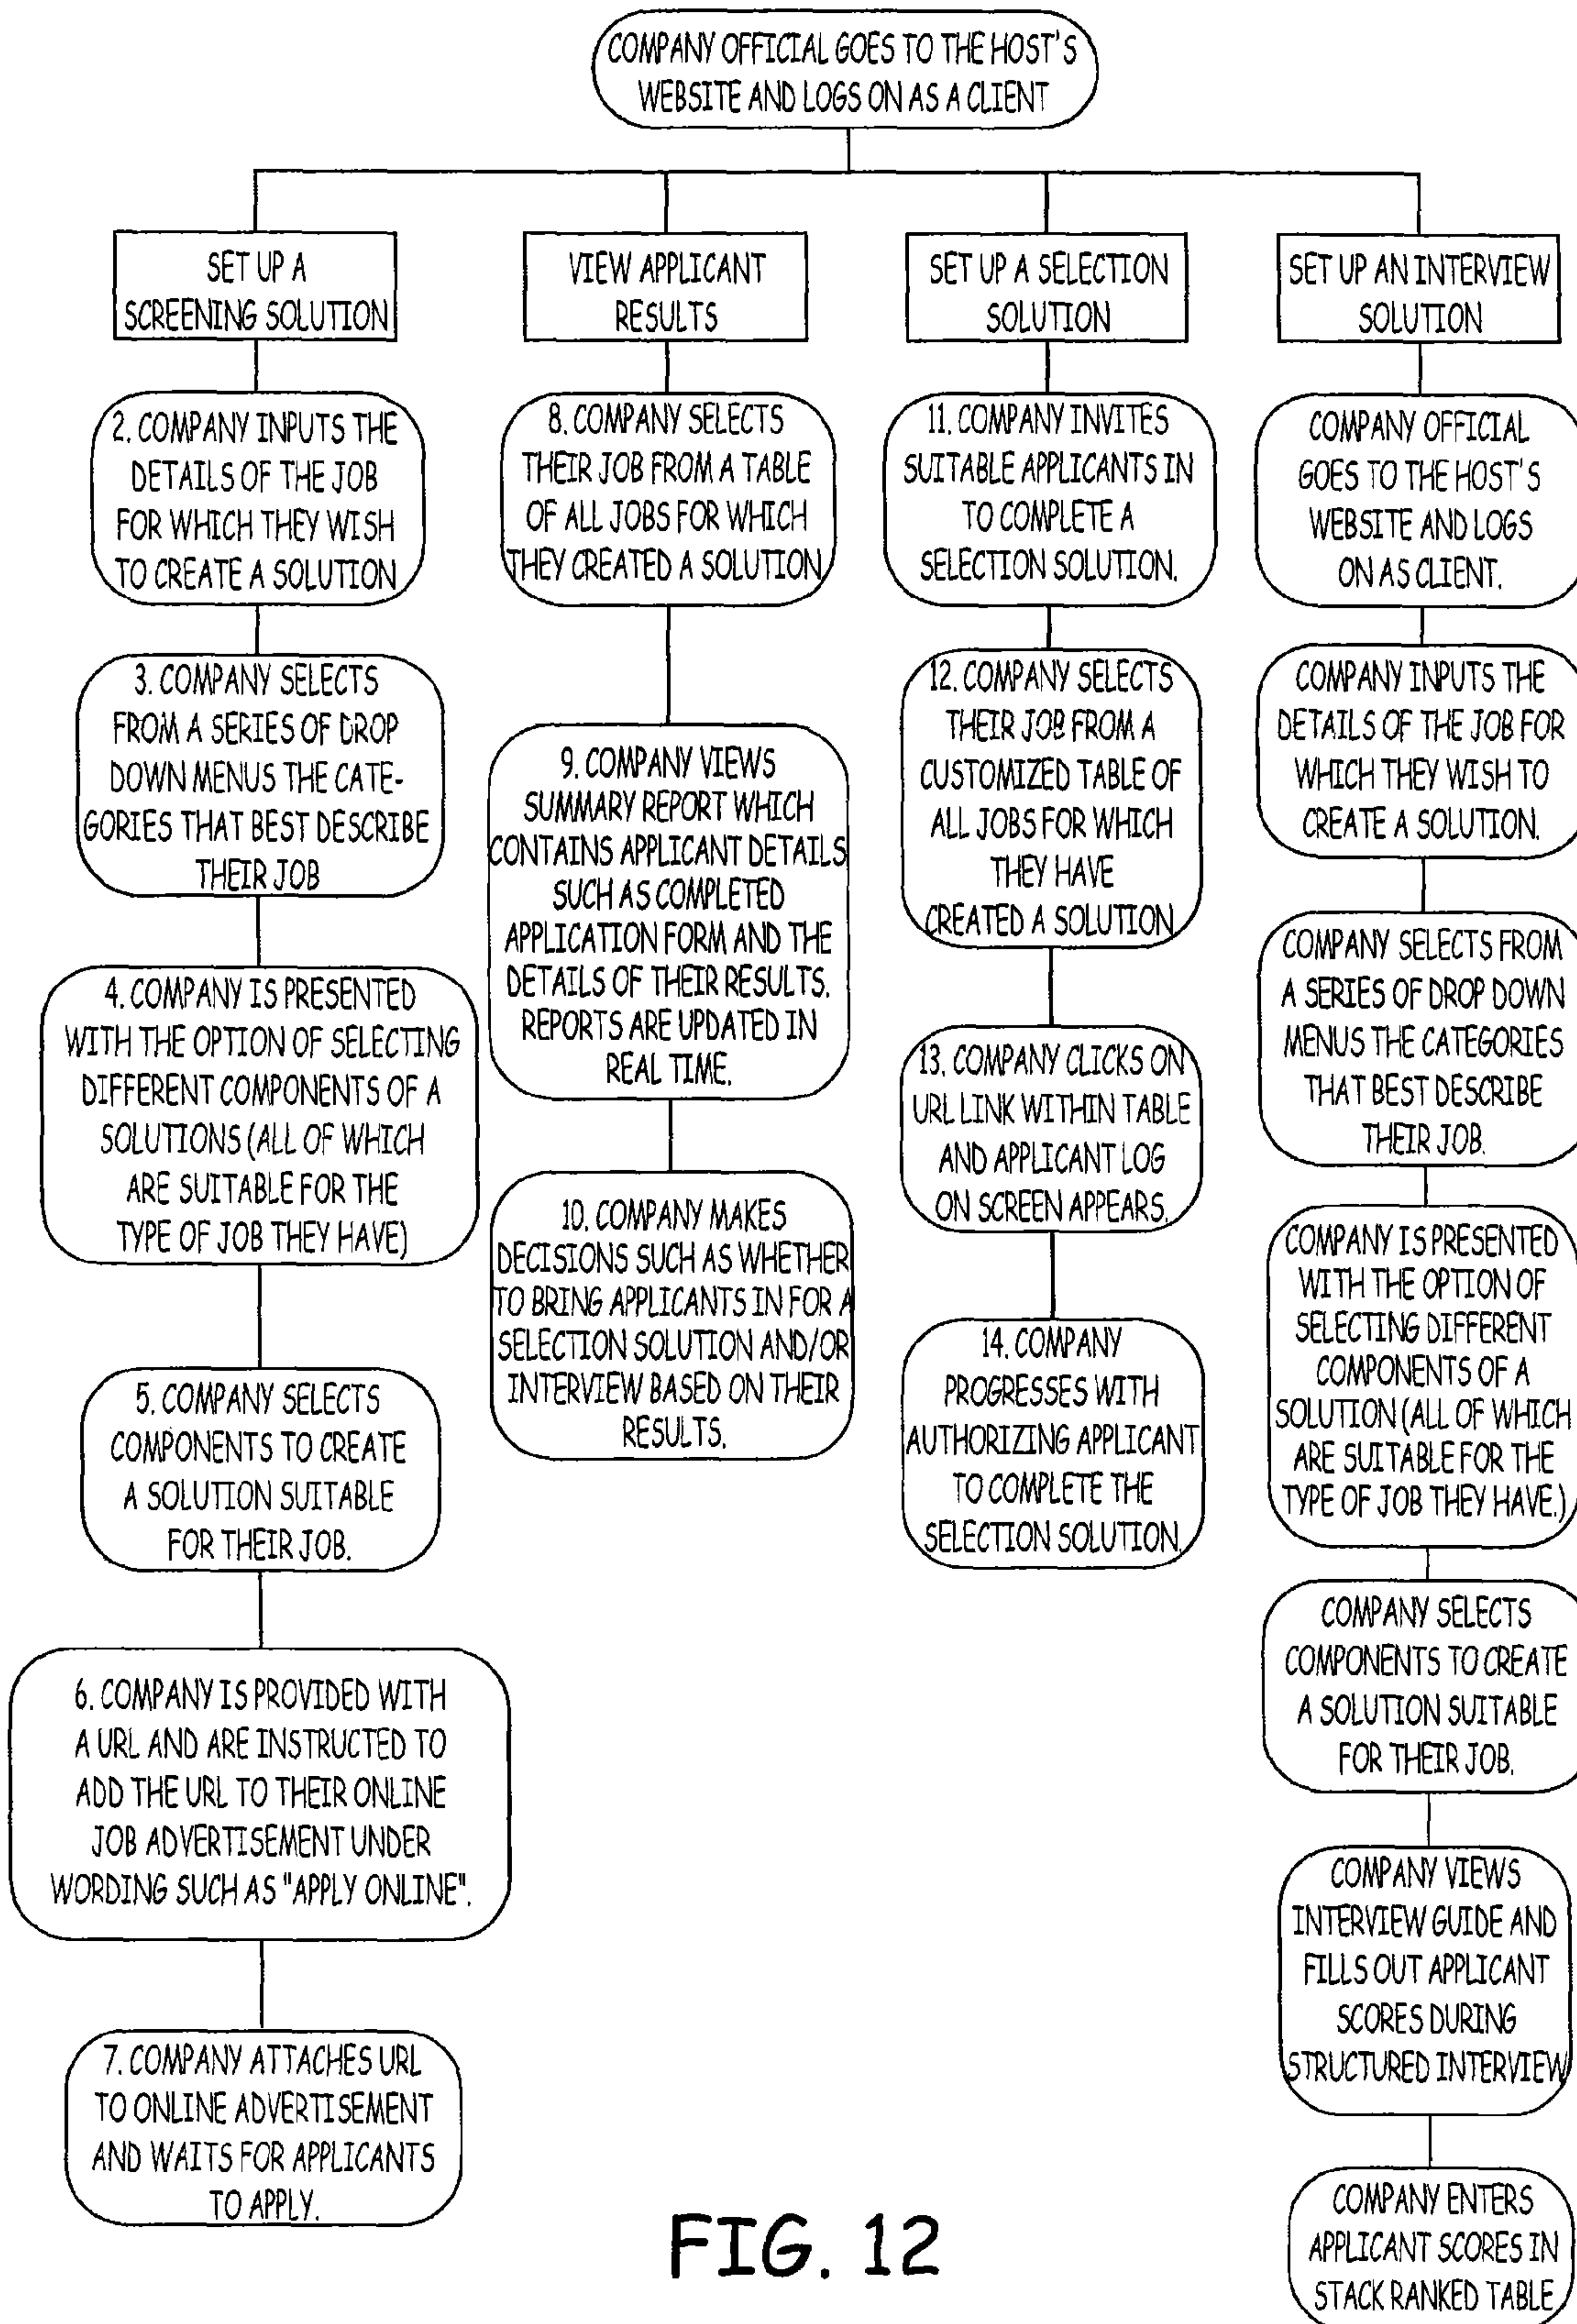 COMPANY OFFICIAL GOES TO THE HOST'S
WEBSITE AND LOGS ON AS A CLIENT
SET UP A
SCREENING SOLUTION
2. COMPANY INPUTS THE
DETAILS OF THE JOB
FOR WHICH THEY WISH
TO CREATE A SOLUTION
3. COMPANY SELECTS
FROM A SERIES OF DROP
DOWN MENUS THE CATE-
GORIES THAT BEST DESCRIBE
THEIR JOB
4. COMPANY IS PRESENTED
WITH THE OPTION OF SELECTING
DIFFERENT COMPONENTS OF A
SOLUTIONS (ALL OF WHICH
ARE SUITABLE FOR THE
TYPE OF JOB THEY HAVE)
5. COMPANY SELECTS
COMPONENTS TO CREATE
A SOLUTION SUITABLE
FOR THEIR JOB.
6. COMPANY IS PROVIDED WITH
A URL AND ARE INSTRUCTED TO
ADD THE URL TO THEIR ONLINE
JOB ADVERTISEMENT UNDER
WORDING SUCH AS "APPLY ONLINE".
7. COMPANY ATTACHES URL
TO ONLINE ADVERTISEMENT
AND WAITS FOR APPLICANTS
TO APPLY.
VIEW APPLICANT
RESULTS
8. COMPANY SELECTS
THEIR JOB FROM A TABLE
OF ALL JOBS FOR WHICH
THEY CREATED A SOLUTION
9. COMPANY VIEWS
SUMMARY REPORT WHICH
CONTAINS APPLICANT DETAILS
SUCH AS COMPLETED
APPLICATION FORM AND THE
DETAILS OF THEIR RESULTS.
REPORTS ARE UPDATED IN
REAL TIME.
10. COMPANY MAKES
DECISIONS SUCH AS WHETHER
TO BRING APPLICANTS IN FOR A
SELECTION SOLUTION AND/OR
INTERVIEW BASED ON THEIR
RESULTS.
SET UP A SELECTION
SOLUTION
11. COMPANY INVITES
SUITABLE APPLICANTS IN
TO COMPLETE A
SELECTION SOLUTION.
12. COMPANY SELECTS
THEIR JOB FROM A
CUSTOMIZED TABLE OF
ALL JOBS FOR WHICH
THEY HAVE
CREATED A SOLUTION
13. COMPANY CLICKS ON
URL LINK WITHIN TABLE
AND APPLICANT LOG
ON SCREEN APPEARS.
14. COMPANY
PROGRESSES WITH
AUTHORIZING APPLICANT
TO COMPLETE THE
SELECTION SOLUTION.
SET UP AN INTERVIEW
SOLUTION
COMPANY OFFICIAL
GOES TO THE HOST'S
WEBSITE AND LOGS
ON AS CLIENT.
COMPANY INPUTS THE
DETAILS OF THE JOB FOR
WHICH THEY WISH TO
CREATE A SOLUTION.
COMPANY SELECTS FROM
A SERIES OF DROP DOWN
MENUS THE CATEGORIES
THAT BEST DESCRIBE
THEIR JOB.
COMPANY IS PRESENTED
WITH THE OPTION OF
SELECTING DIFFERENT
COMPONENTS OF A
SOLUTION (ALL OF WHICH
ARE SUITABLE FOR THE
TYPE OF JOB THEY HAVE.)
COMPANY SELECTS
COMPONENTS TO CREATE
A SOLUTION SUITABLE
FOR THEIR JOB.
COMPANY VIEWS
INTERVIEW GUIDE AND
FILLS OUT APPLICANT
SCORES DURING
STRUCTURED INTERVIEW
COMPANY ENTERS
APPLICANT SCORES IN
STACK RANKED TABLE
FIG. 12